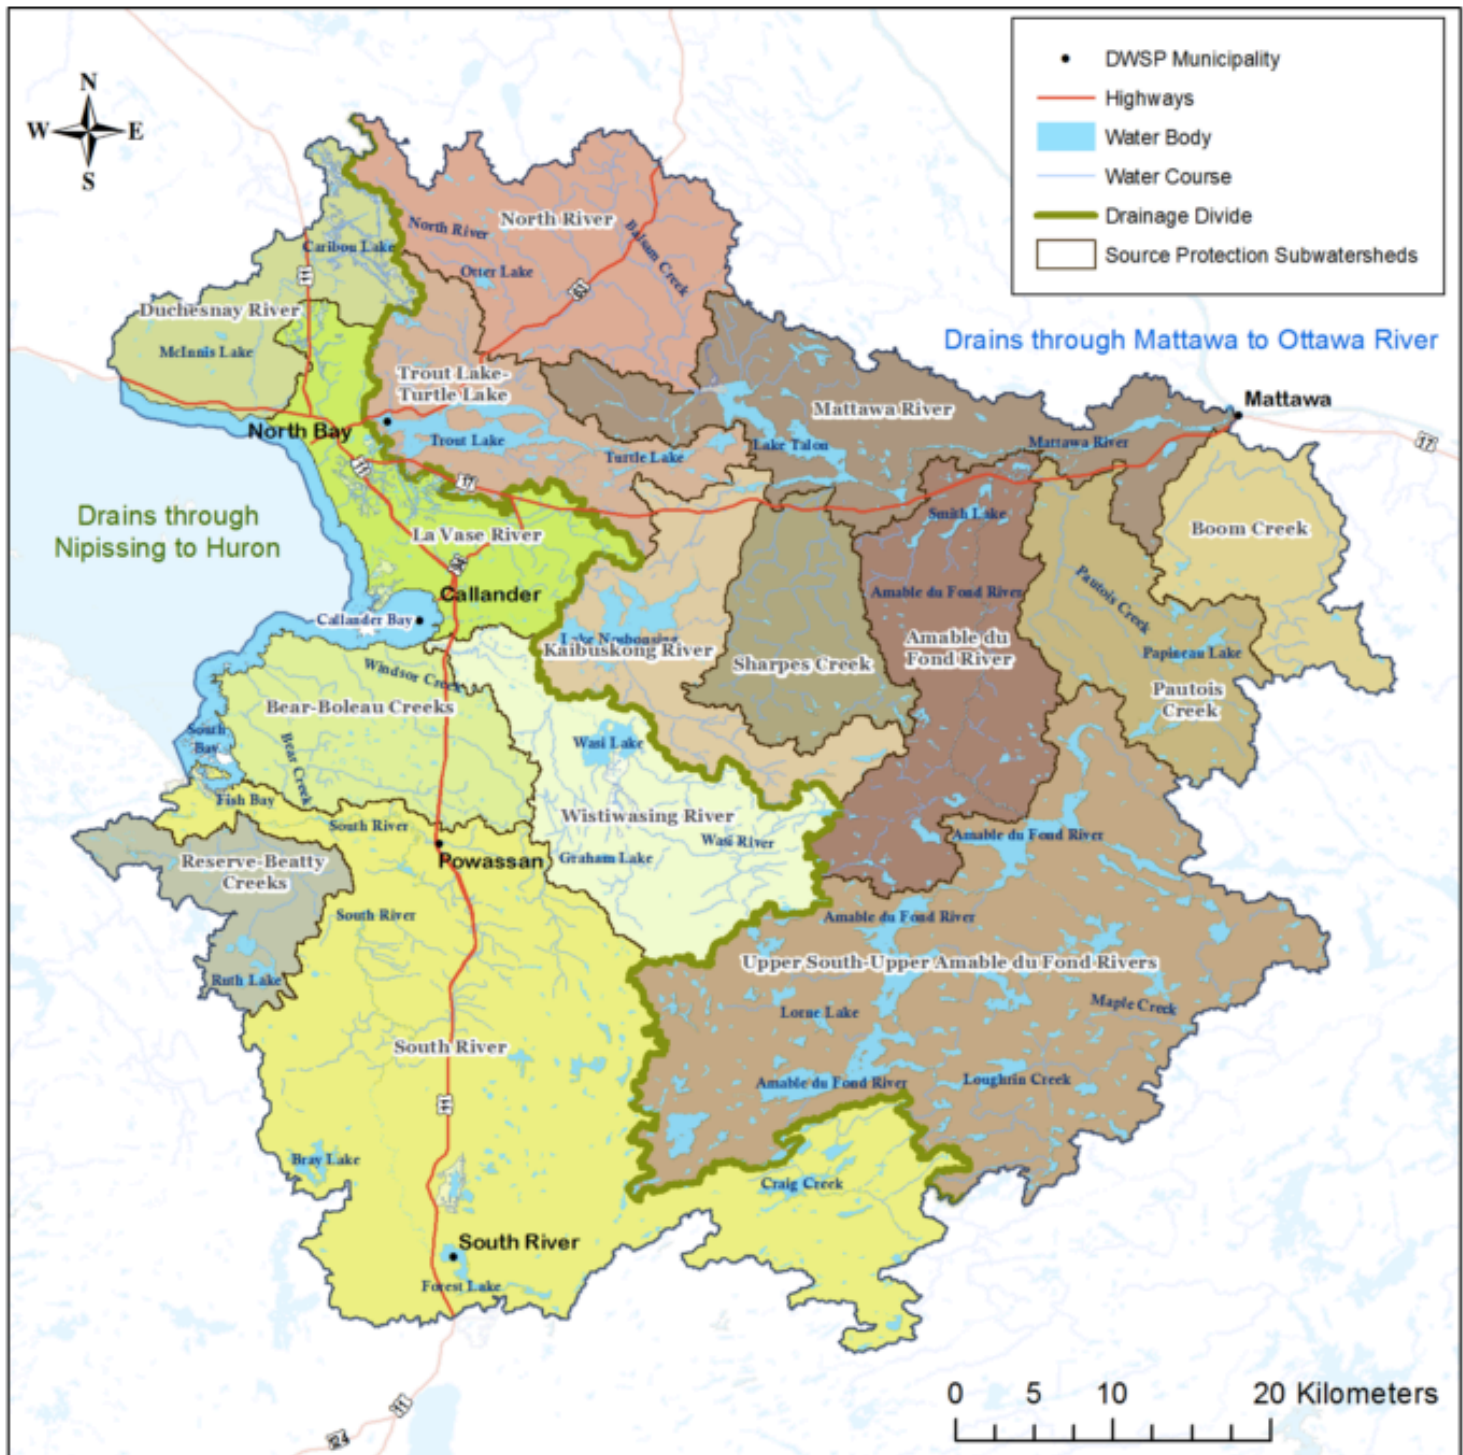 N
W
E
S
DWSP Municipality
Highways
Water Body
Water Course
Drainage Divide
Source Protection Subwatersheds
Drains through Mattawa to Ottawa River
Drains through
Nipissing to Huron
North River
North River
Balsam Creek
Otter Lake
63
Caribou Lake
11
Duchesnay River
McInnis Lake
Trout Lake-
Turtle Lake
North Bay
Trout Lake
Turtle Lake
Lake Talon
Mattawa River
Mattawa River
Mattawa
17
11
17
La Vase River
Callander
Callander Bay
Smith Lake
Boom Creek
Amable du Fond River
Amable du
Fond River
Pautois Creek
Papineau Lake
Pautois
Creek
Kaibuskong River
Sharpes Creek
Windsor Creek
Bear-Boleau Creeks
Bear Creek
South
Bay
Fish Bay
Wasi Lake
Wistiwasing River
Wasi River
Graham Lake
South River
Powassan
Reserve-Beatty
Creeks
South River
Ruth Lake
Amable du Fond River
Amable du Fond River
Upper South-Upper Amable du Fond Rivers
Lorne Lake
Maple Creek
South River
Amable du Fond River
Loughrin Creek
11
Bray Lake
Craig Creek
South River
Forest Lake
11
124
0 5 10 20 Kilometers